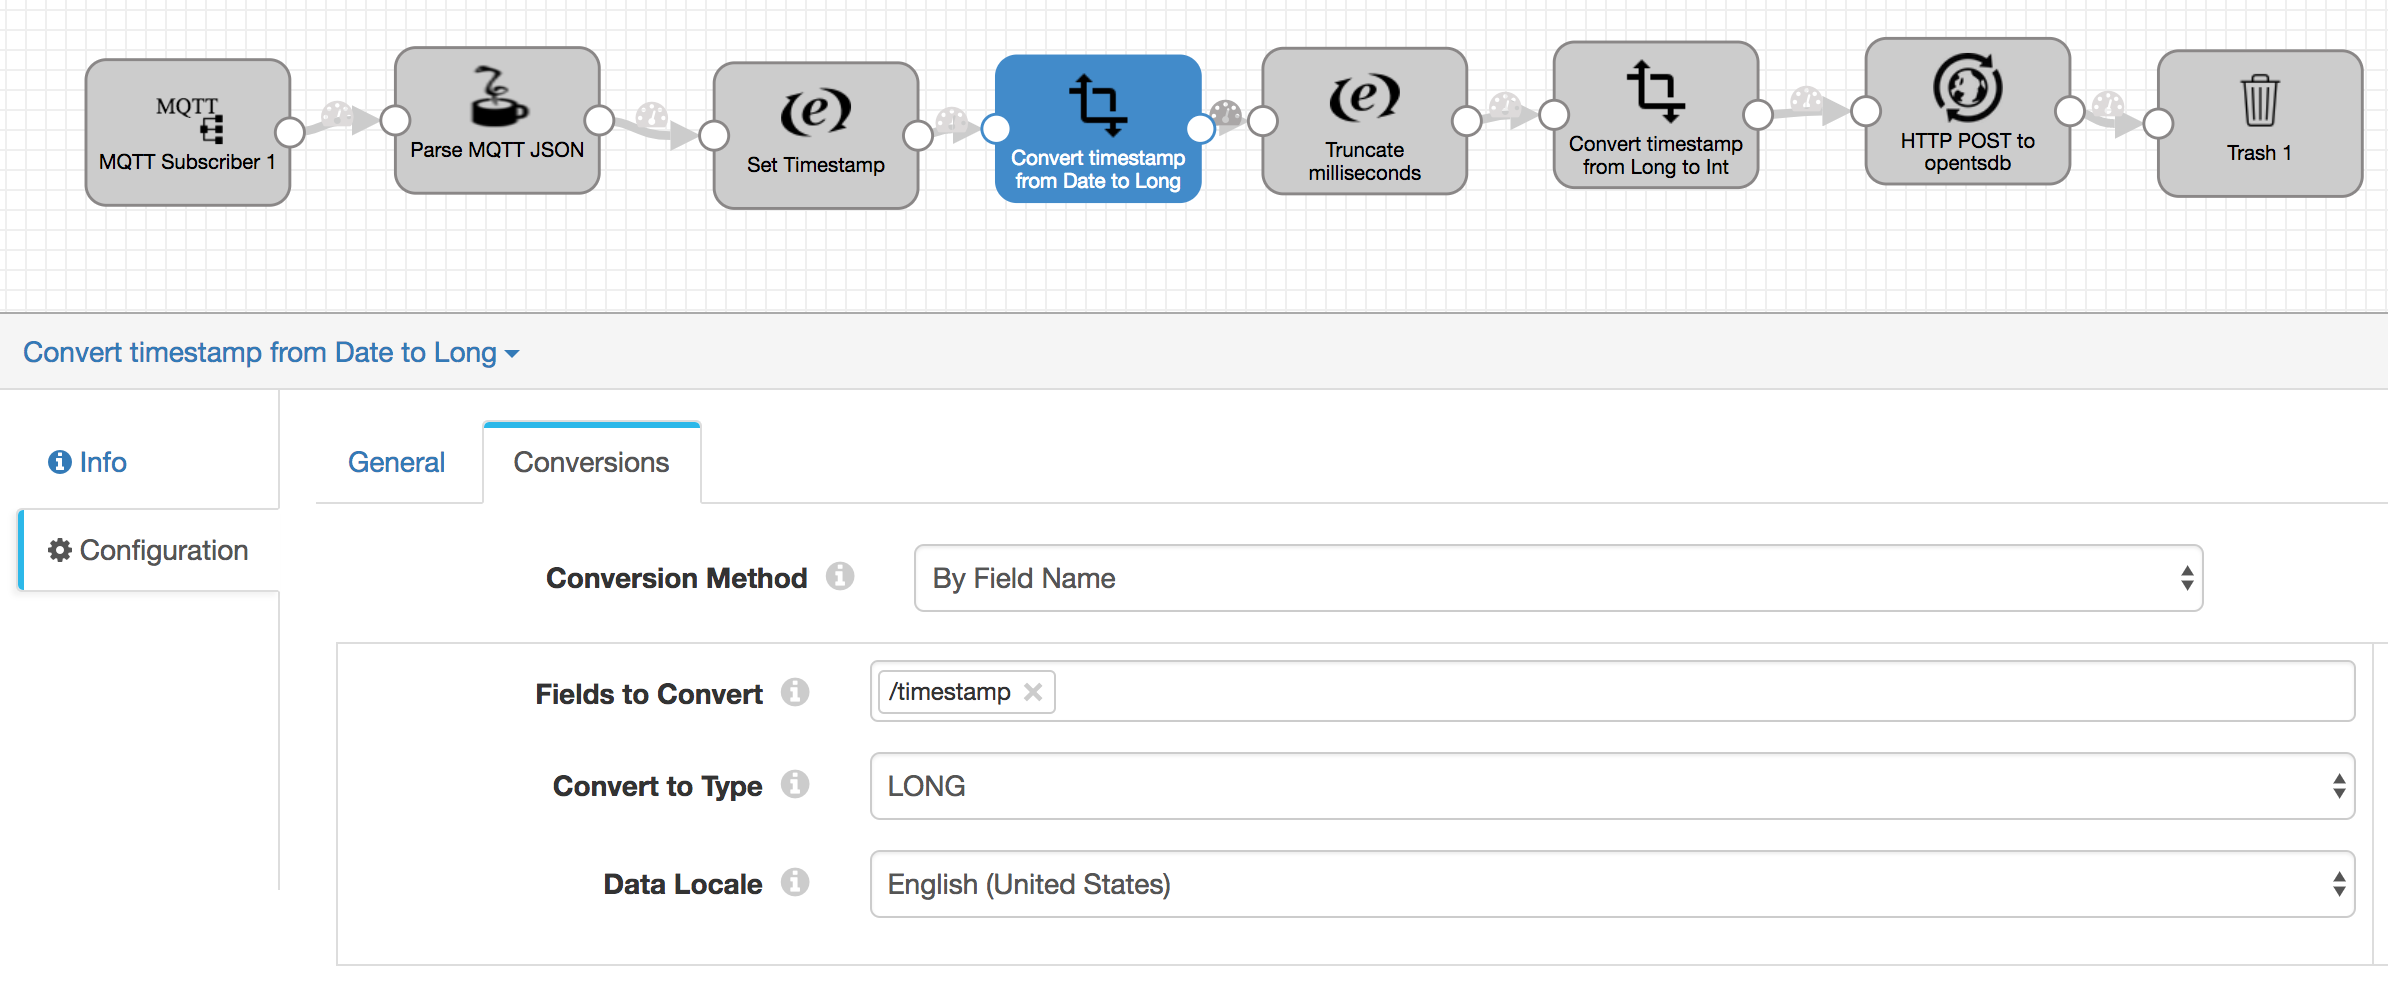 MQTT
MQTT Subscriber 1
Parse MQTT JSON
(e)
Set Timestamp
Convert timestamp
from Date to Long
(e)
Truncate
milliseconds
Convert timestamp
from Long to Int
HTTP POST to
opentsdb
Trash 1
Convert timestamp from Date to Long
i Info
General
Conversions
Configuration
Conversion Method i
By Field Name
Fields to Convert i
/timestamp ×
Convert to Type i
LONG
Data Locale i
English (United States)